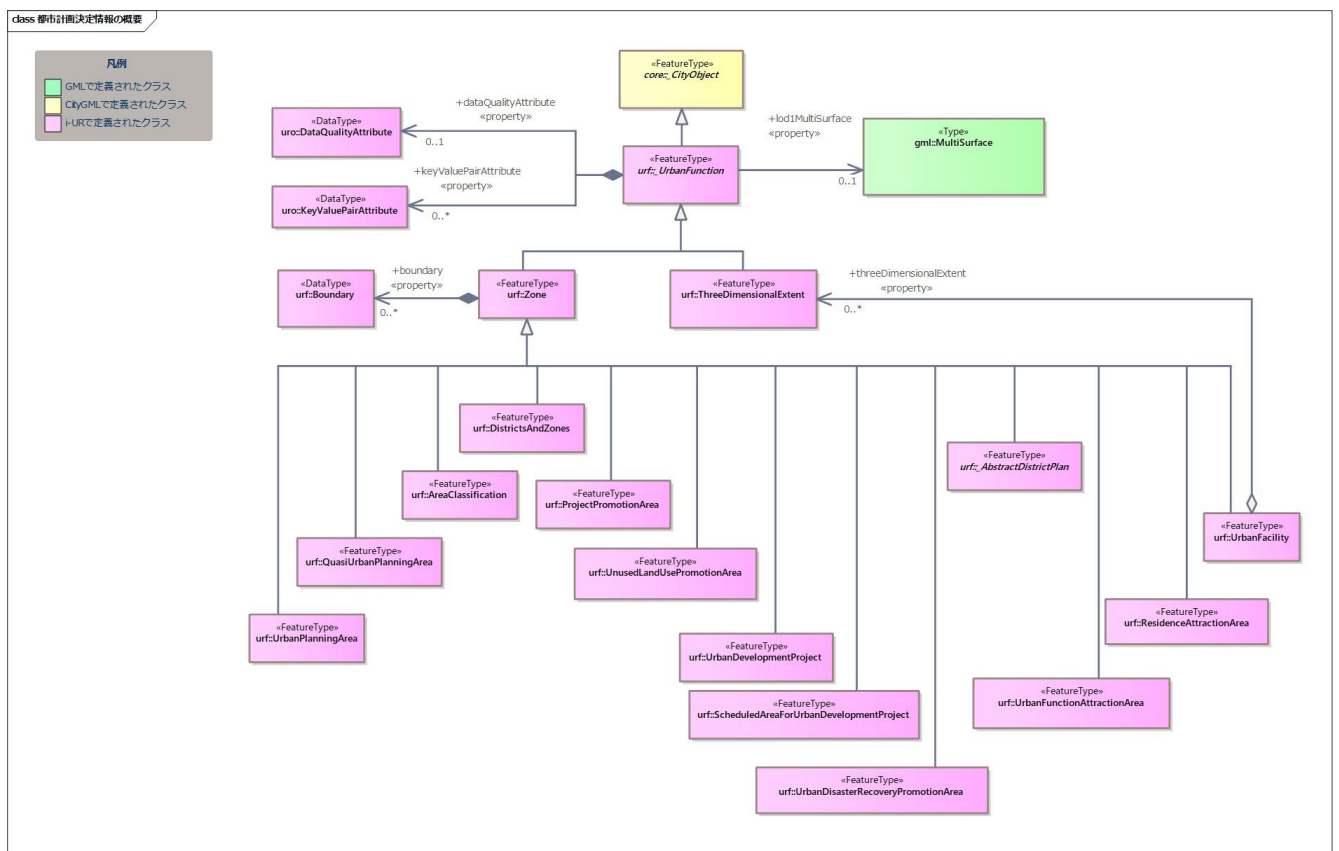 class 都市計画決定情報の概要
凡例
GMLで定義されたクラス
CityGMLで定義されたクラス
i-URで定義されたクラス
«FeatureType»
core::_CityObject
+dataQualityAttribute
«property»
0..1
«DataType»
uro::DataQualityAttribute
+keyValuePairAttribute
«property»
0..*
«DataType»
uro::KeyValuePairAttribute
«FeatureType»
urf::_UrbanFunction
+lod1MultiSurface
«property»
0..1
«Type»
gml::MultiSurface
«DataType»
urf::Boundary
+boundary
«property»
0..*
«FeatureType»
urf::Zone
«FeatureType»
urf::ThreeDimensionalExtent
+threeDimensionalExtent
«property»
0..*
«FeatureType»
urf::DistrictsAndZones
«FeatureType»
urf::_AbstractDistrictPlan
«FeatureType»
urf::AreaClassification
«FeatureType»
urf::ProjectPromotionArea
«FeatureType»
urf::UrbanFacility
«FeatureType»
urf::QuasiUrbanPlanningArea
«FeatureType»
urf::UnusedLandUsePromotionArea
«FeatureType»
urf::UrbanPlanningArea
«FeatureType»
urf::ResidenceAttractionArea
«FeatureType»
urf::UrbanDevelopmentProject
«FeatureType»
urf::UrbanFunctionAttractionArea
«FeatureType»
urf::ScheduledAreaForUrbanDevelopmentProject
«FeatureType»
urf::UrbanDisasterRecoveryPromotionArea